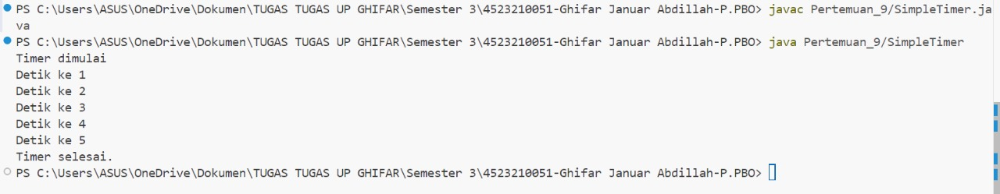 PS C:\Users\ASUS\OneDrive\Dokumen\TUGAS TUGAS UP GHIFAR\Semester 3\4523210051-Ghifar Januar Abdillah-P.PBO> javac Pertemuan_9/SimpleTimer.ja
va
PS C:\Users\ASUS\OneDrive\Dokumen\TUGAS TUGAS UP GHIFAR\Semester 3\4523210051-Ghifar Januar Abdillah-P.PBO> java Pertemuan_9/SimpleTimer
Timer dimulai
Detik ke 1
Detik ke 2
Detik ke 3
Detik ke 4
Detik ke 5
Timer selesai.
PS C:\Users\ASUS\OneDrive\Dokumen\TUGAS TUGAS UP GHIFAR\Semester 3\4523210051-Ghifar Januar Abdillah-P.PBO>